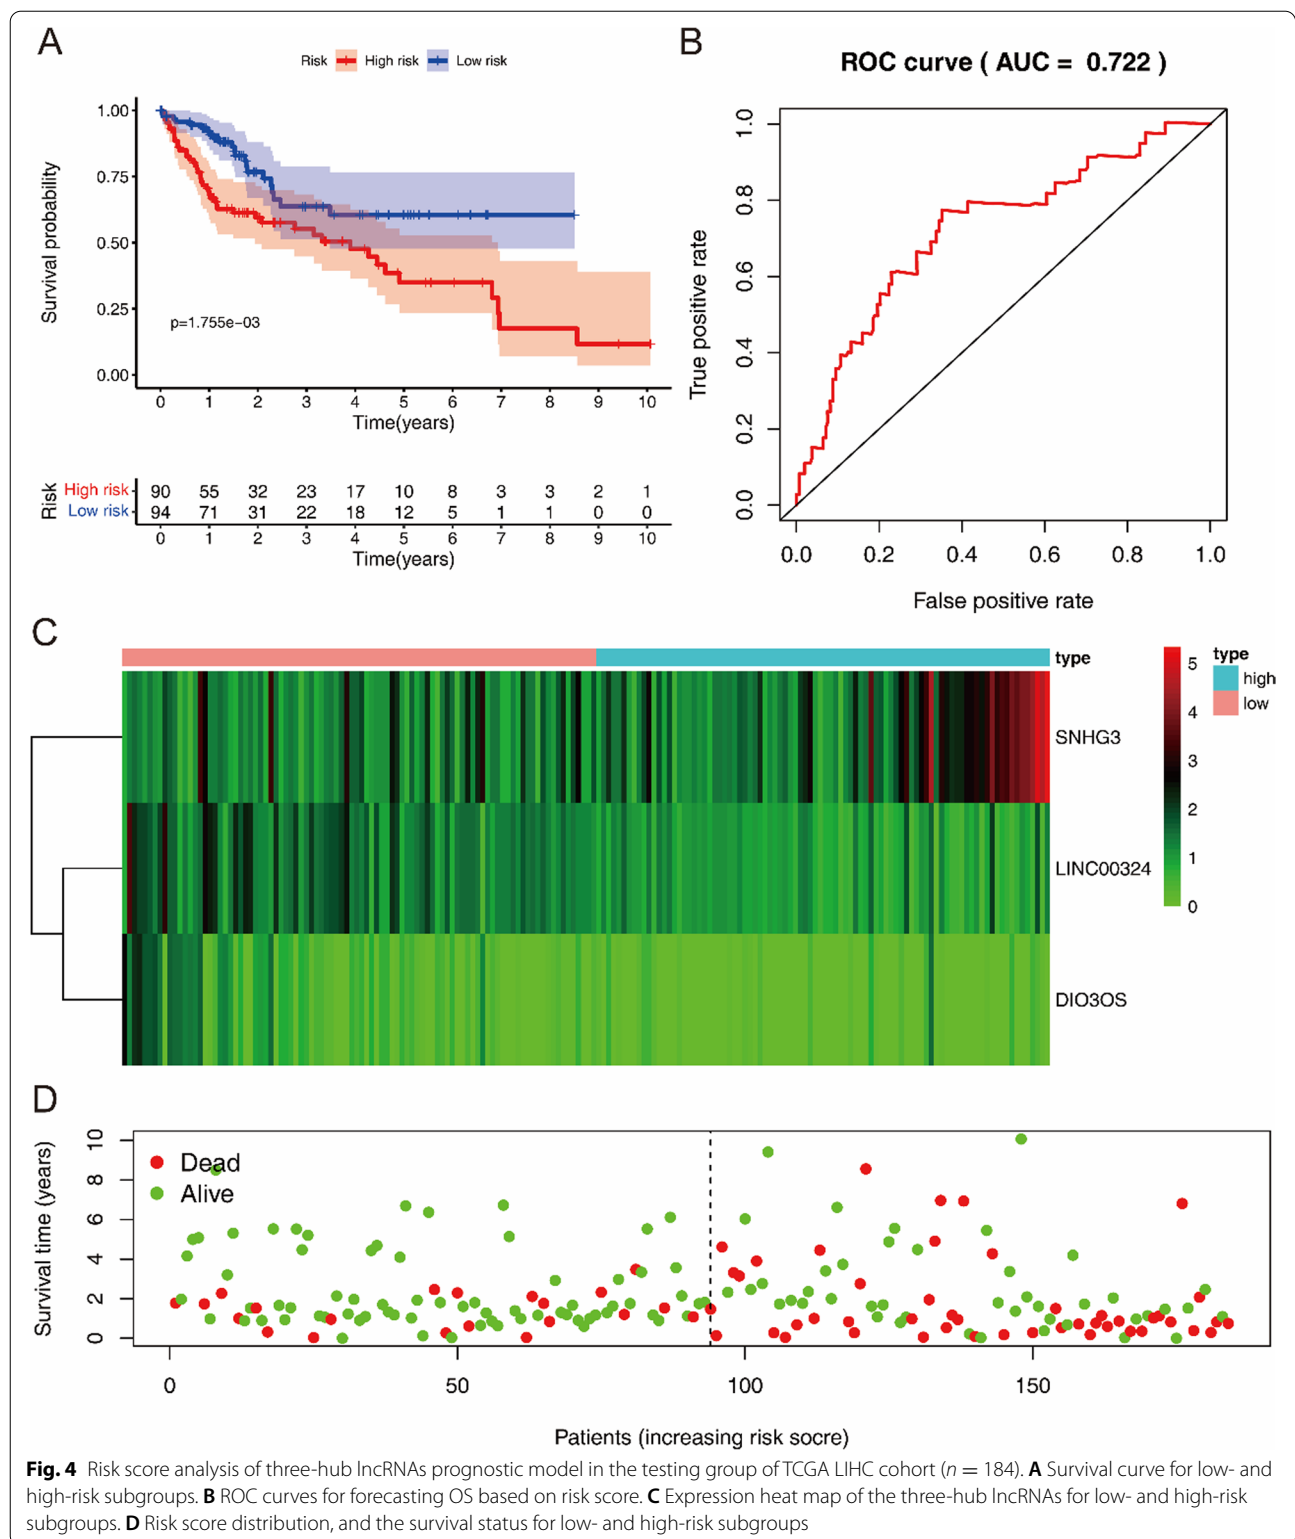 A
Risk High risk Low risk
1.00
0.75
0.50
0.25
0.00
Survival probability
p=1.755e−03
0 1 2 3 4 5 6 7 8 9 10
Time(years)
Risk
High risk 90 55 32 23 17 10 8 3 3 2 1
Low risk 94 71 31 22 18 12 5 1 1 0 0
0 1 2 3 4 5 6 7 8 9 10
Time(years)
B
ROC curve ( AUC = 0.722 )
1.0
0.8
0.6
0.4
0.2
0.0
True positive rate
0.0 0.2 0.4 0.6 0.8 1.0
False positive rate
C
type
SNHG3
LINC00324
DIO3OS
5
4
3
2
1
0
type
high
low
D
10
8
6
4
2
0
Survival time (years)
Dead
Alive
0 50 100 150
Patients (increasing risk socre)
Fig. 4 Risk score analysis of three-hub lncRNAs prognostic model in the testing group of TCGA LIHC cohort (n = 184). A Survival curve for low- and
high-risk subgroups. B ROC curves for forecasting OS based on risk score. C Expression heat map of the three-hub lncRNAs for low- and high-risk
subgroups. D Risk score distribution, and the survival status for low- and high-risk subgroups